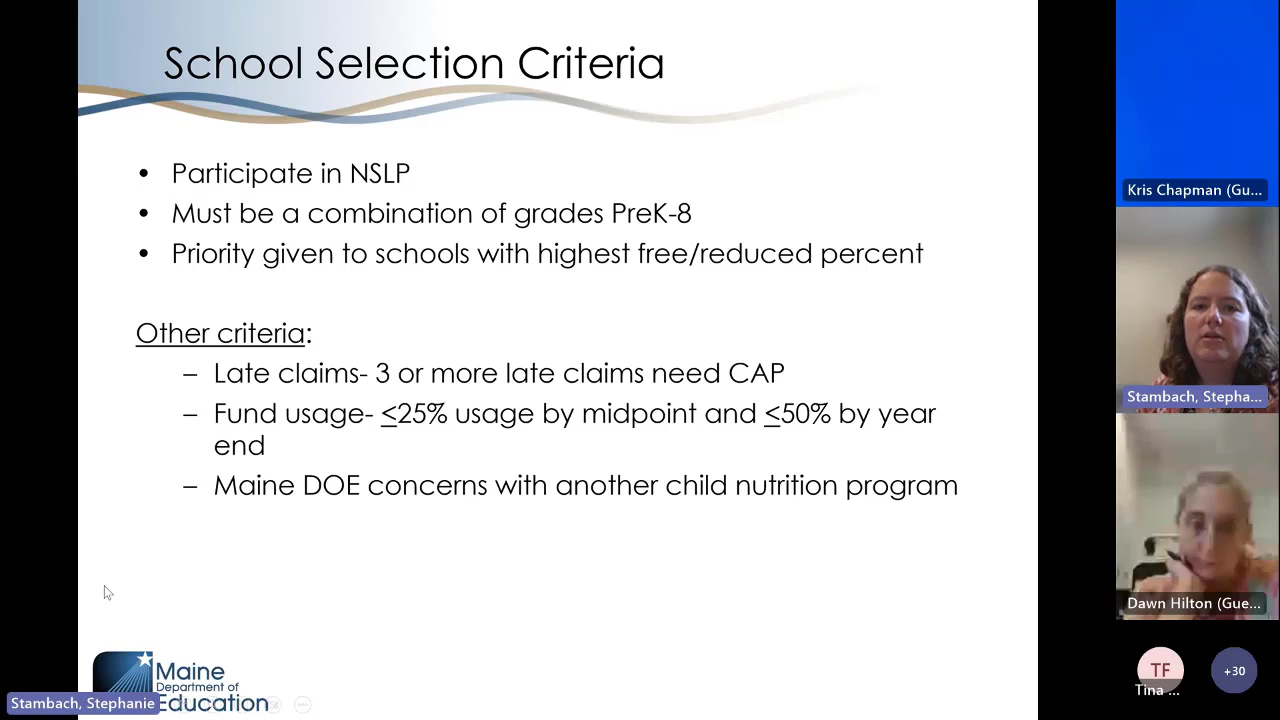 School Selection Criteria
• Participate in NSLP
• Must be a combination of grades PreK-8
• Priority given to schools with highest free/reduced percent
Other criteria:
– Late claims- 3 or more late claims need CAP
– Fund usage- ≤25% usage by midpoint and ≤50% by year
end
– Maine DOE concerns with another child nutrition program
Maine
Department of
Education
Stambach, Stephanie
Kris Chapman (Gu...
Stambach, Stepha...
Dawn Hilton (Gue...
TF
Tina ...
+30